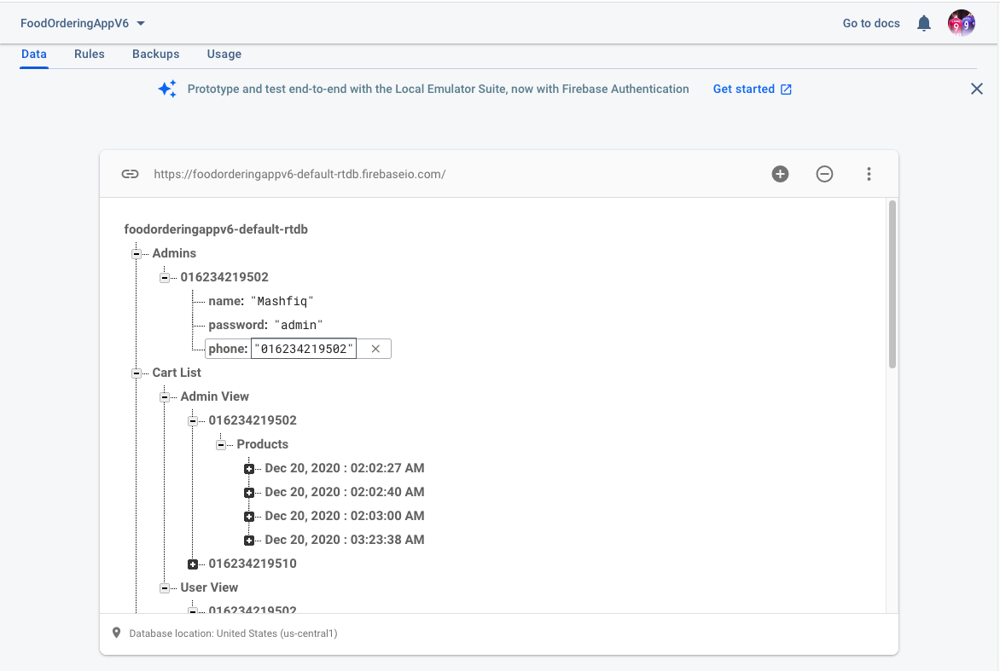 FoodOrderingAppV6 Go to docs
Data Rules Backups Usage
Prototype and test end-to-end with the Local Emulator Suite, now with Firebase Authentication Get started
https://foodorderingappv6-default-rtdb.firebaseio.com/
foodorderingappv6-default-rtdb
Admins
016234219502
name: "Mashfiq"
password: "admin"
phone: "016234219502"
Cart List
Admin View
016234219502
Products
Dec 20, 2020 : 02:02:27 AM
Dec 20, 2020 : 02:02:40 AM
Dec 20, 2020 : 02:03:00 AM
Dec 20, 2020 : 03:23:38 AM
016234219510
User View
016234219502
Database location: United States (us-central1)